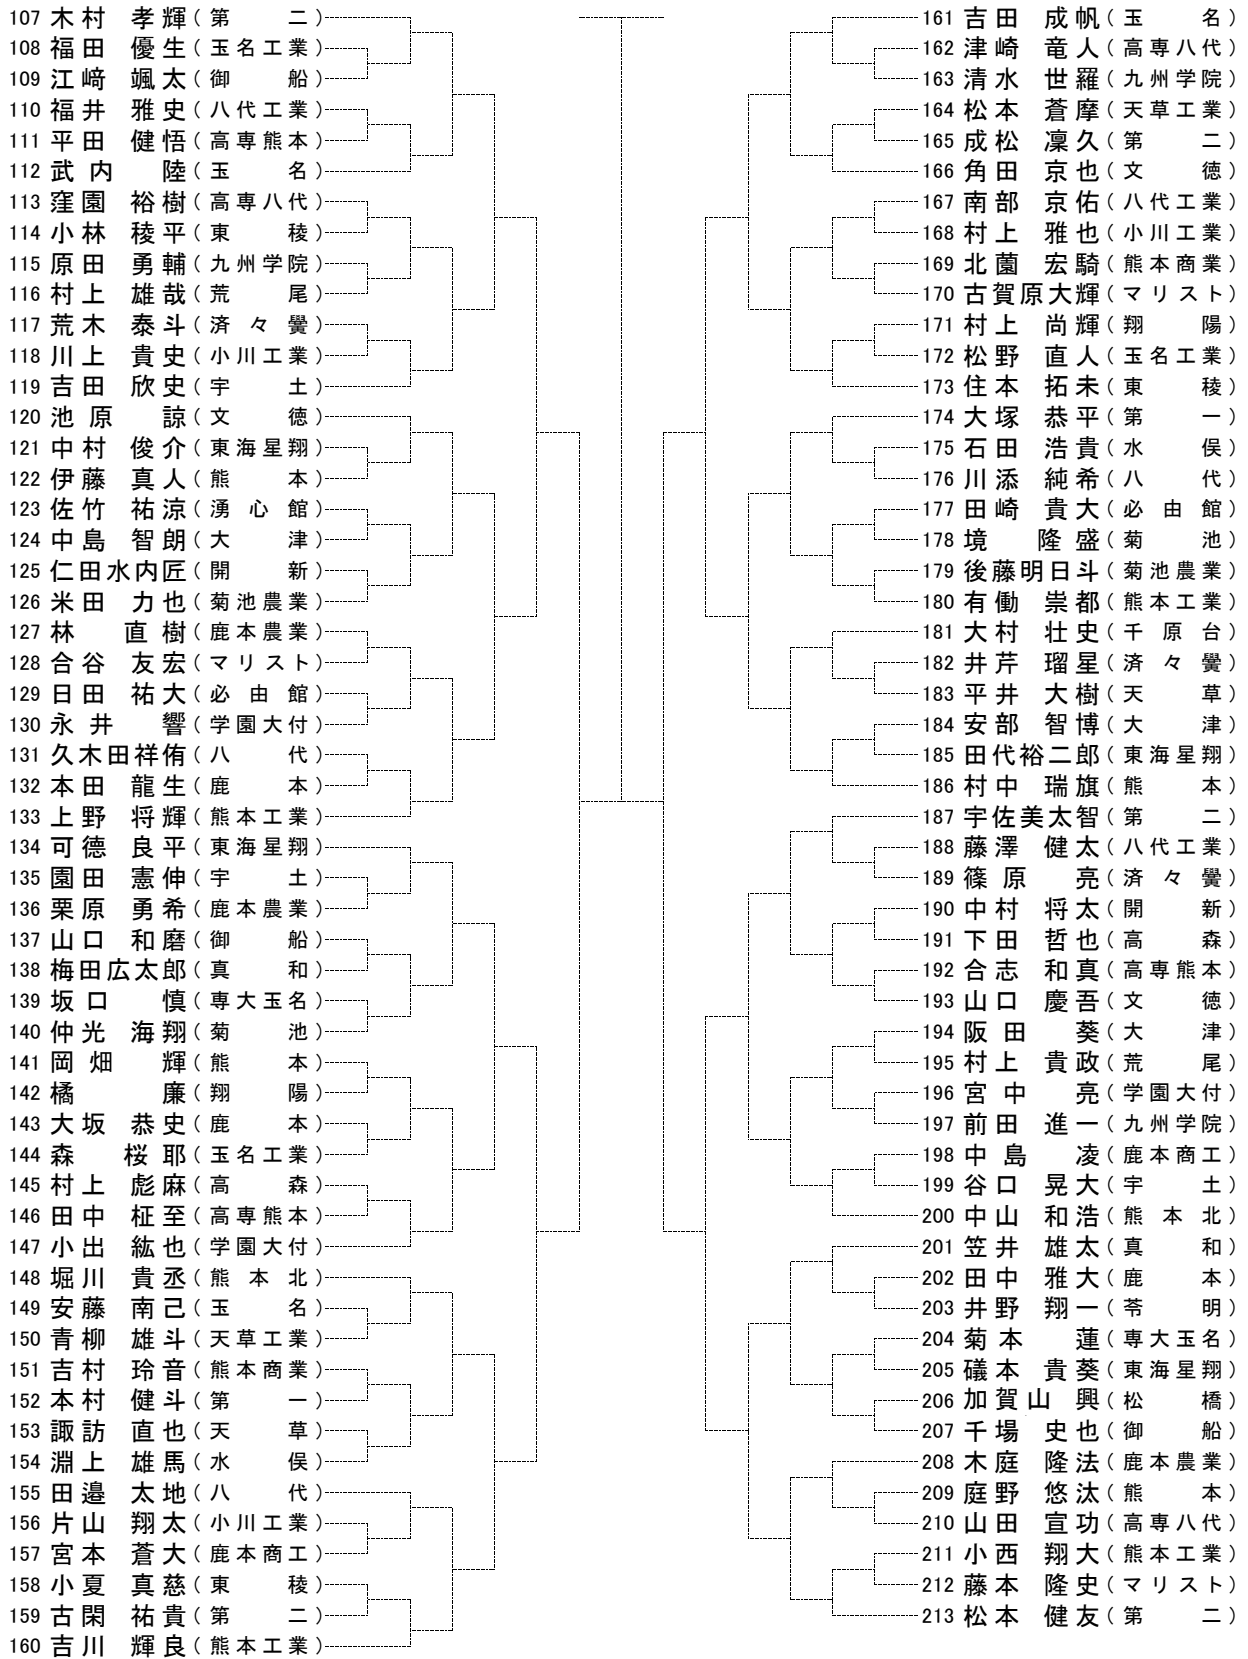 107 木村 孝輝(第 二)
108 福田 優生(玉名工業)
109 江﨑 颯太(御 船)
110 福井 雅史(八代工業)
111 平田 健悟(高専熊本)
112 武内 陸(玉 名)
113 窪園 裕樹(高専八代)
114 小林 稜平(東 稜)
115 原田 勇輔(九州学院)
116 村上 雄哉(荒 尾)
117 荒木 泰斗(済々黌)
118 川上 貴史(小川工業)
119 吉田 欣史(宇 土)
120 池原 諒(文 徳)
121 中村 俊介(東海星翔)
122 伊藤 真人(熊 本)
123 佐竹 祐涼(湧心館)
124 中島 智朗(大 津)
125 仁田水内匠(開 新)
126 米田 力也(菊池農業)
127 林 直樹(鹿本農業)
128 合谷 友宏(マリスト)
129 日田 祐大(必由館)
130 永井 響(学園大付)
131 久木田祥侑(八 代)
132 本田 龍生(鹿 本)
133 上野 将輝(熊本工業)
134 可徳 良平(東海星翔)
135 園田 憲伸(宇 土)
136 栗原 勇希(鹿本農業)
137 山口 和磨(御 船)
138 梅田広太郎(真 和)
139 坂口 慎(専大玉名)
140 仲光 海翔(菊 池)
141 岡畑 輝(熊 本)
142 橘 廉(翔 陽)
143 大坂 恭史(鹿 本)
144 森 桜耶(玉名工業)
145 村上 彪麻(高 森)
146 田中 柾至(高専熊本)
147 小出 紘也(学園大付)
148 堀川 貴丞(熊本北)
149 安藤 南己(玉 名)
150 青柳 雄斗(天草工業)
151 吉村 玲音(熊本商業)
152 本村 健斗(第 一)
153 諏訪 直也(天 草)
154 淵上 雄馬(水 俣)
155 田邉 太地(八 代)
156 片山 翔太(小川工業)
157 宮本 蒼大(鹿本商工)
158 小夏 真慈(東 稜)
159 古閑 祐貴(第 二)
160 吉川 輝良(熊本工業)
161 吉田 成帆(玉 名)
162 津崎 竜人(高専八代)
163 清水 世羅(九州学院)
164 松本 蒼摩(天草工業)
165 成松 凜久(第 二)
166 角田 京也(文 徳)
167 南部 京佑(八代工業)
168 村上 雅也(小川工業)
169 北薗 宏騎(熊本商業)
170 古賀原大輝(マリスト)
171 村上 尚輝(翔 陽)
172 松野 直人(玉名工業)
173 住本 拓未(東 稜)
174 大塚 恭平(第 一)
175 石田 浩貴(水 俣)
176 川添 純希(八 代)
177 田崎 貴大(必由館)
178 境 隆盛(菊 池)
179 後藤明日斗(菊池農業)
180 有働 崇都(熊本工業)
181 大村 壮史(千原台)
182 井芹 瑠星(済々黌)
183 平井 大樹(天 草)
184 安部 智博(大 津)
185 田代裕二郎(東海星翔)
186 村中 瑞旗(熊 本)
187 宇佐美太智(第 二)
188 藤澤 健太(八代工業)
189 篠原 亮(済々黌)
190 中村 将太(開 新)
191 下田 哲也(高 森)
192 合志 和真(高専熊本)
193 山口 慶吾(文 徳)
194 阪田 葵(大 津)
195 村上 貴政(荒 尾)
196 宮中 亮(学園大付)
197 前田 進一(九州学院)
198 中島 凌(鹿本商工)
199 谷口 晃大(宇 土)
200 中山 和浩(熊本北)
201 笠井 雄太(真 和)
202 田中 雅大(鹿 本)
203 井野 翔一(苓 明)
204 菊本 蓮(専大玉名)
205 礒本 貴葵(東海星翔)
206 加賀山 興(松 橋)
207 千場 史也(御 船)
208 木庭 隆法(鹿本農業)
209 庭野 悠汰(熊 本)
210 山田 宣功(高専八代)
211 小西 翔大(熊本工業)
212 藤本 隆史(マリスト)
213 松本 健友(第 二)